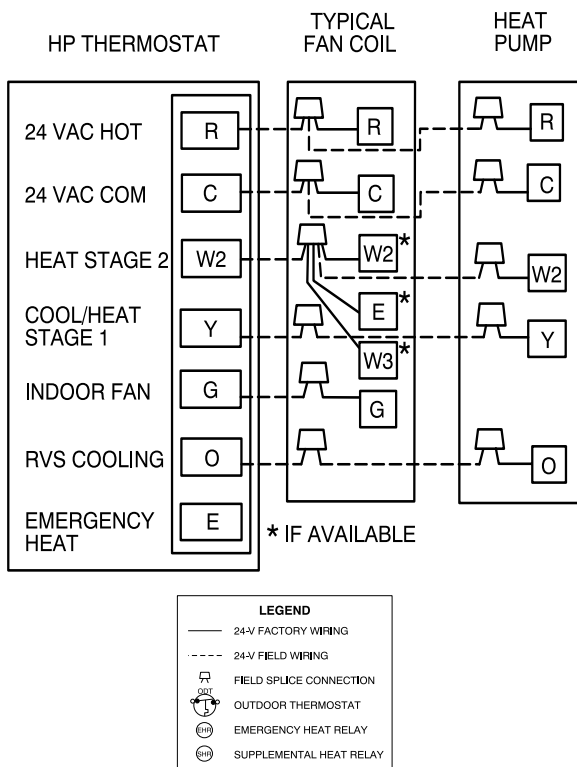 HP THERMOSTAT
TYPICAL
FAN COIL
HEAT
PUMP
24 VAC HOT R R R
24 VAC COM C C C
HEAT STAGE 2 W2 W2 * W2
E *
COOL/HEAT
STAGE 1 Y W3 * Y
INDOOR FAN G G
RVS COOLING O O
EMERGENCY
HEAT E
* IF AVAILABLE
LEGEND
24-V FACTORY WIRING
24-V FIELD WIRING
FIELD SPLICE CONNECTION
ODT
OUTDOOR THERMOSTAT
EHR EMERGENCY HEAT RELAY
SHR SUPPLEMENTAL HEAT RELAY